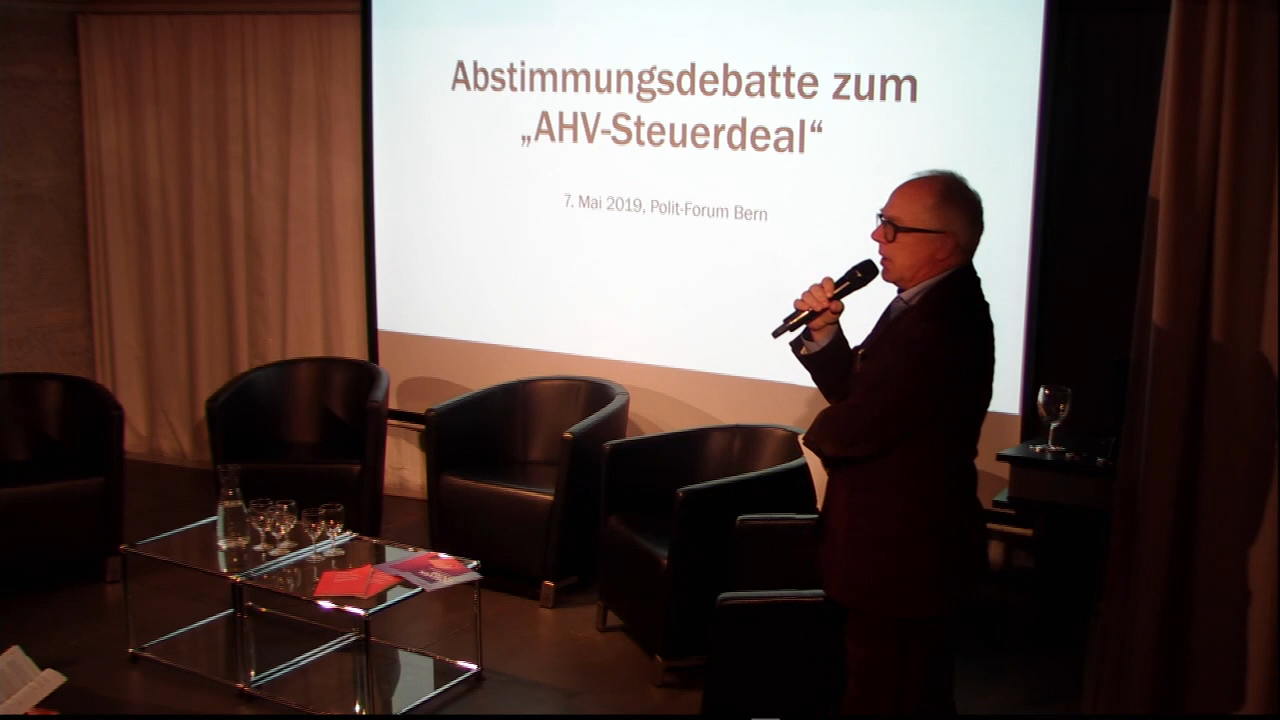 Abstimmungsdebatte zum
„AHV-Steuerdeal“
7. Mai 2019, Polit-Forum Bern